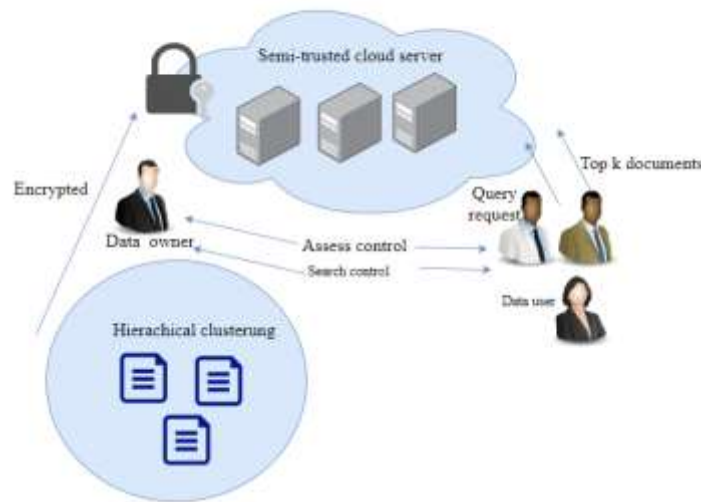 Semi-trusted cloud server
Encrypted
Top k documents
Query
request
Data owner
Assess control
Search control
Data user
Hierachical clusterung